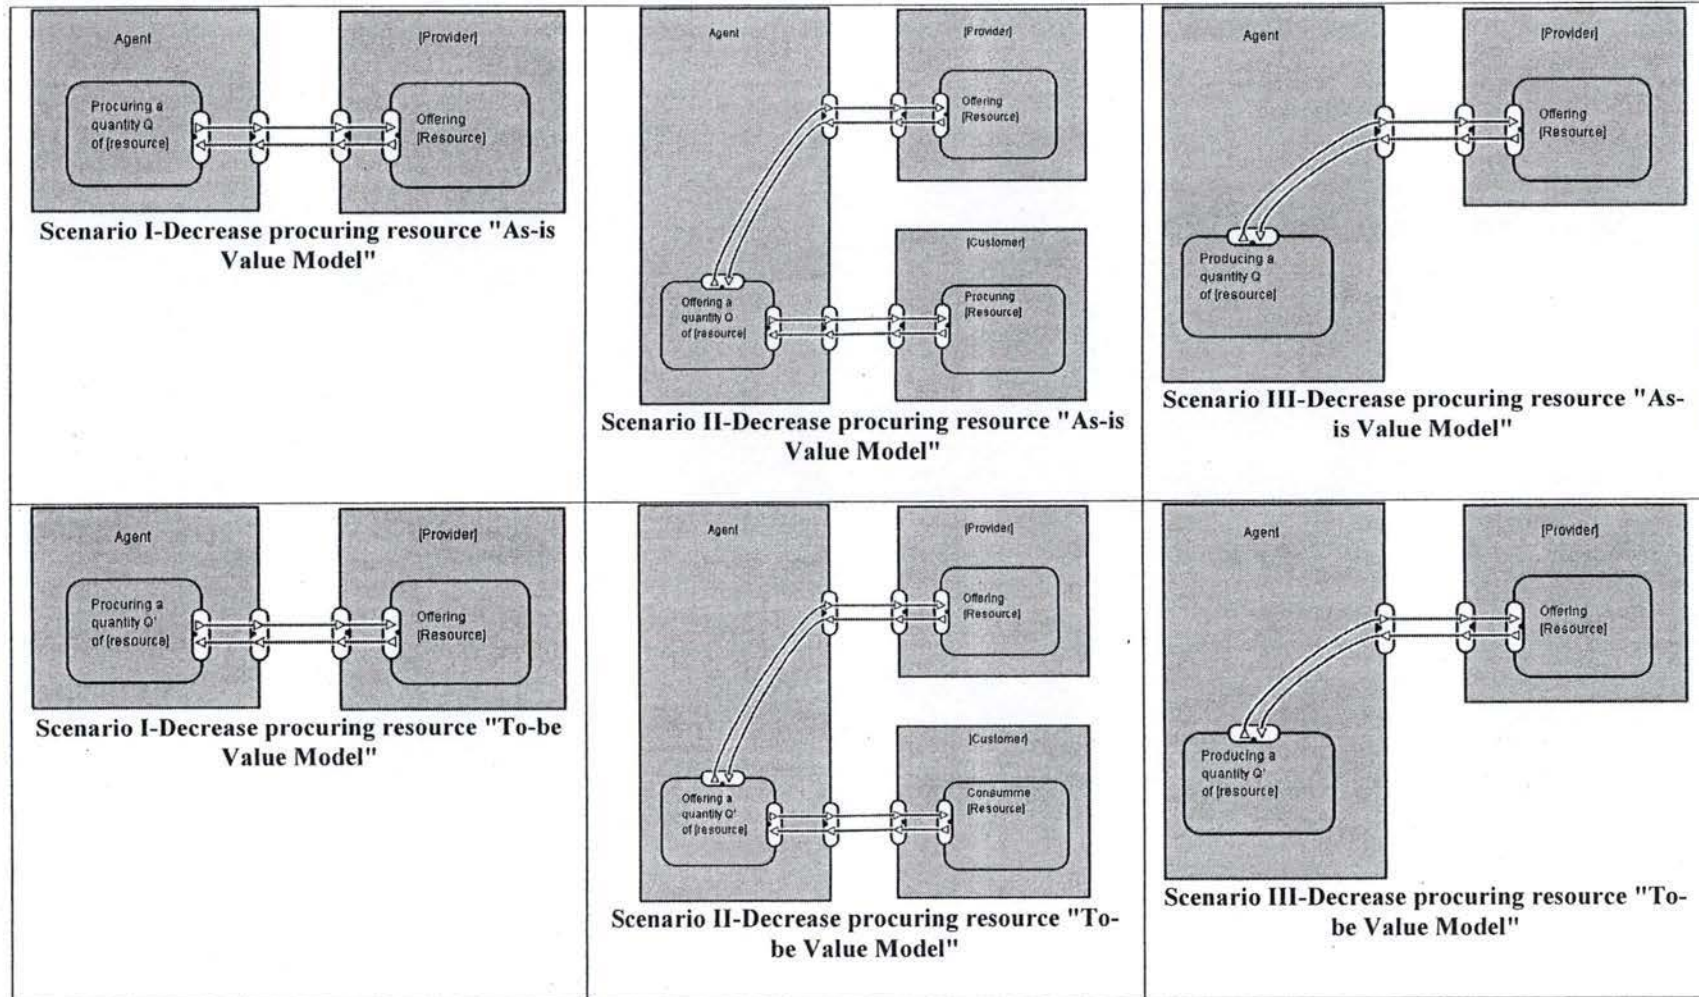 Agent
[Provider]
Procuring a
quantity Q
of [resource]
Offering
[Resource]
Scenario I-Decrease procuring resource "As-is
Value Model"
Agent
[Provider]
Offering
[Resource]
[Customer]
Offering a
quantity Q
of [resource]
Procuring
[Resource]
Scenario II-Decrease procuring resource "As-is
Value Model"
Agent
[Provider]
Offering
[Resource]
Producing a
quantity Q
of [resource]
Scenario III-Decrease procuring resource "As-
is Value Model"
Agent
[Provider]
Procuring a
quantity Q'
of [resource]
Offering
[Resource]
Scenario I-Decrease procuring resource "To-be
Value Model"
Agent
[Provider]
Offering
[Resource]
[Customer]
Offering a
quantity Q'
of [resource]
Consumme
[Resource]
Scenario II-Decrease procuring resource "To-
be Value Model"
Agent
[Provider]
Offering
[Resource]
Producing a
quantity Q'
of [resource]
Scenario III-Decrease procuring resource "To-
be Value Model"